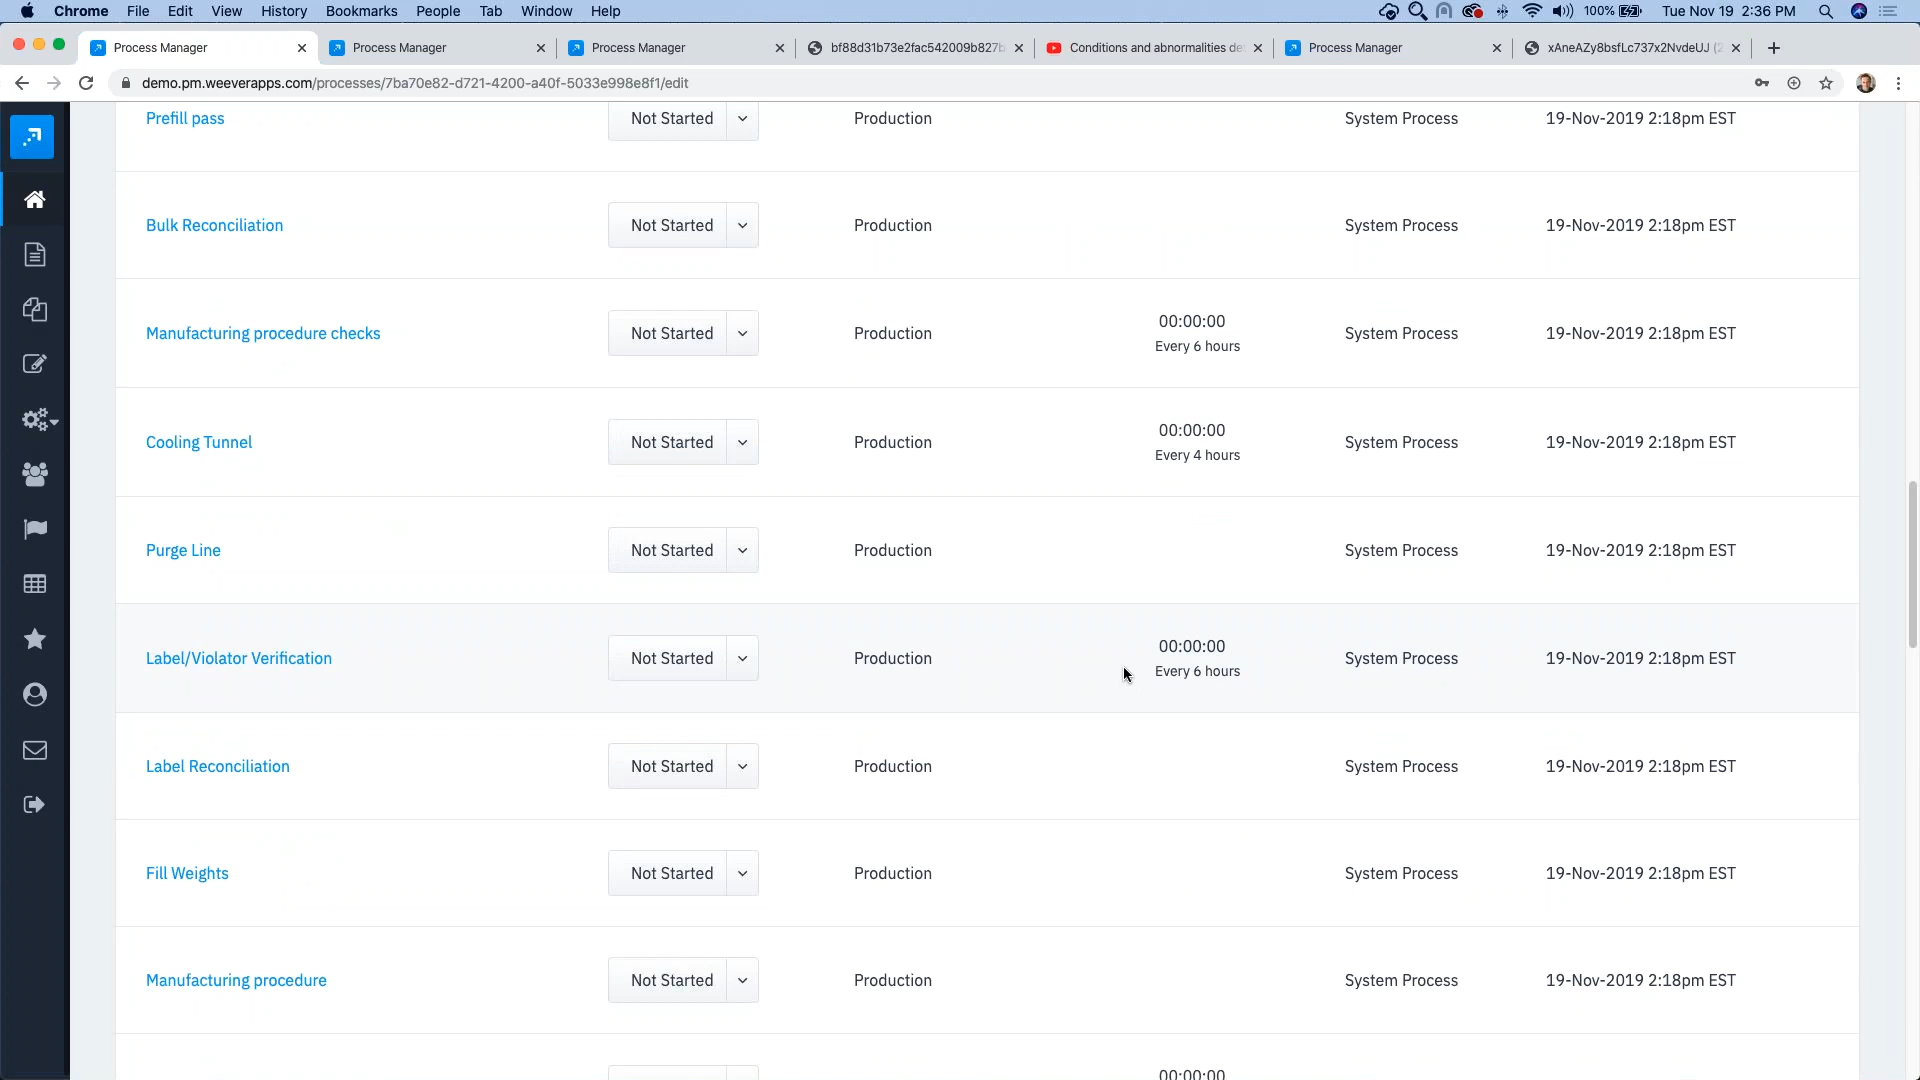 Chrome File Edit View History Bookmarks People Tab Window Help 100% Tue Nov 19 2:36 PM
Process Manager Process Manager Process Manager bf88d31b73e2fac542009b827b Conditions and abnormalities de Process Manager xAneAZy8bsfLc737x2NvdeUJ (2
demo.pm.weeverapps.com/processes/7ba70e82-d721-4200-a40f-5033e998e8f1/edit
Prefill pass Not Started Production System Process 19-Nov-2019 2:18pm EST
Bulk Reconciliation Not Started Production System Process 19-Nov-2019 2:18pm EST
Manufacturing procedure checks Not Started Production 00:00:00 System Process 19-Nov-2019 2:18pm EST
Every 6 hours
Cooling Tunnel Not Started Production 00:00:00 System Process 19-Nov-2019 2:18pm EST
Every 4 hours
Purge Line Not Started Production System Process 19-Nov-2019 2:18pm EST
Label/Violator Verification Not Started Production 00:00:00 System Process 19-Nov-2019 2:18pm EST
Every 6 hours
Label Reconciliation Not Started Production System Process 19-Nov-2019 2:18pm EST
Fill Weights Not Started Production System Process 19-Nov-2019 2:18pm EST
Manufacturing procedure Not Started Production System Process 19-Nov-2019 2:18pm EST
00:00:00